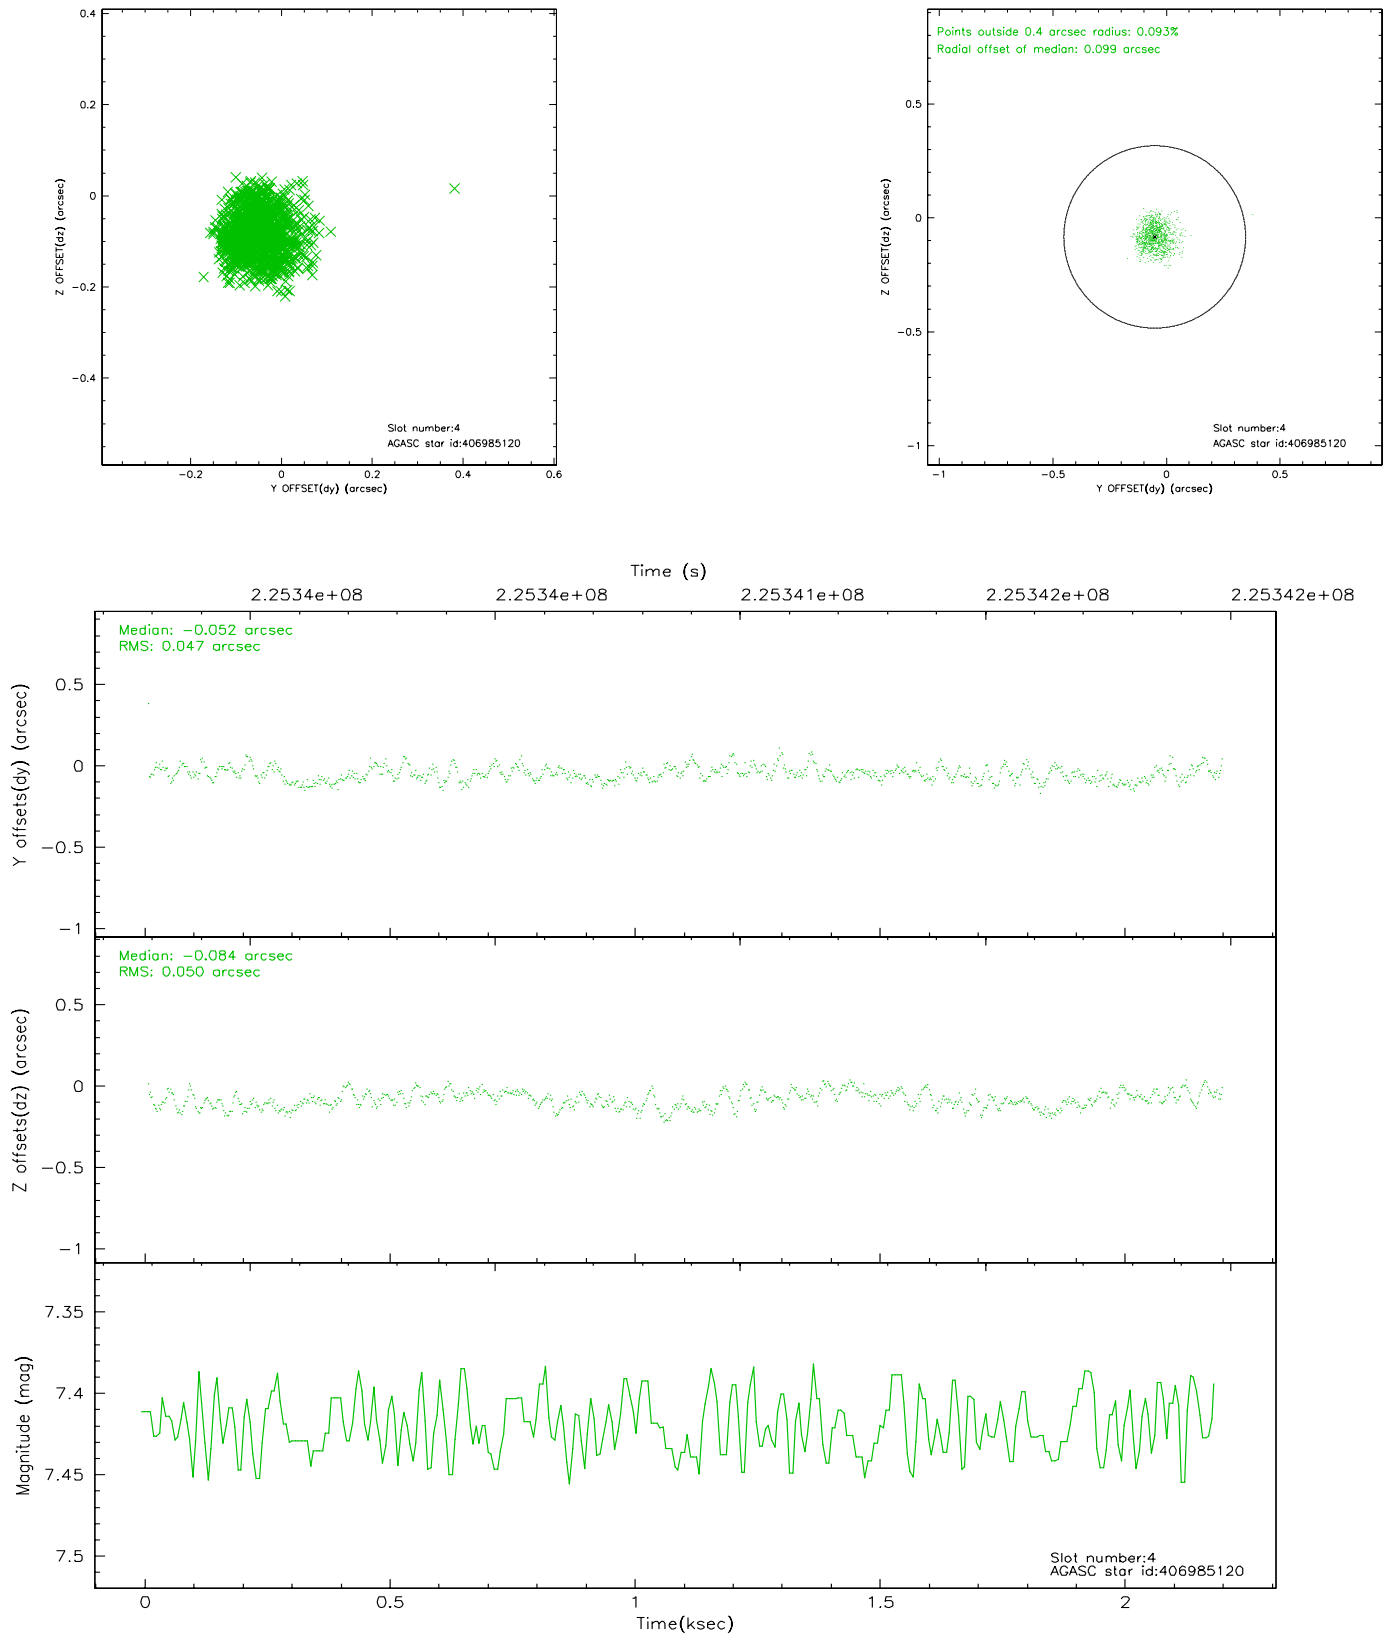 0.4
0.2
0
−0.2
−0.4
Z OFFSET(dz) (arcsec)
Slot number:4
AGASC star id:406985120
−0.2 0 0.2 0.4 0.6
Y OFFSET(dy) (arcsec)
Points outside 0.4 arcsec radius: 0.093%
Radial offset of median: 0.099 arcsec
0.5
0
−0.5
−1
Z OFFSET(dz) (arcsec)
Slot number:4
AGASC star id:406985120
−1 −0.5 0 0.5
Y OFFSET(dy) (arcsec)
Time (s)
2.2534e+08 2.2534e+08 2.25341e+08 2.25342e+08 2.25342e+08
Median: −0.052 arcsec
RMS: 0.047 arcsec
0.5
0
−0.5
−1
Y offsets(dy) (arcsec)
Median: −0.084 arcsec
RMS: 0.050 arcsec
0.5
0
−0.5
−1
Z offsets(dz) (arcsec)
7.35
7.4
7.45
7.5
Magnitude (mag)
Slot number:4
AGASC star id:406985120
0 0.5 1 1.5 2
Time(ksec)